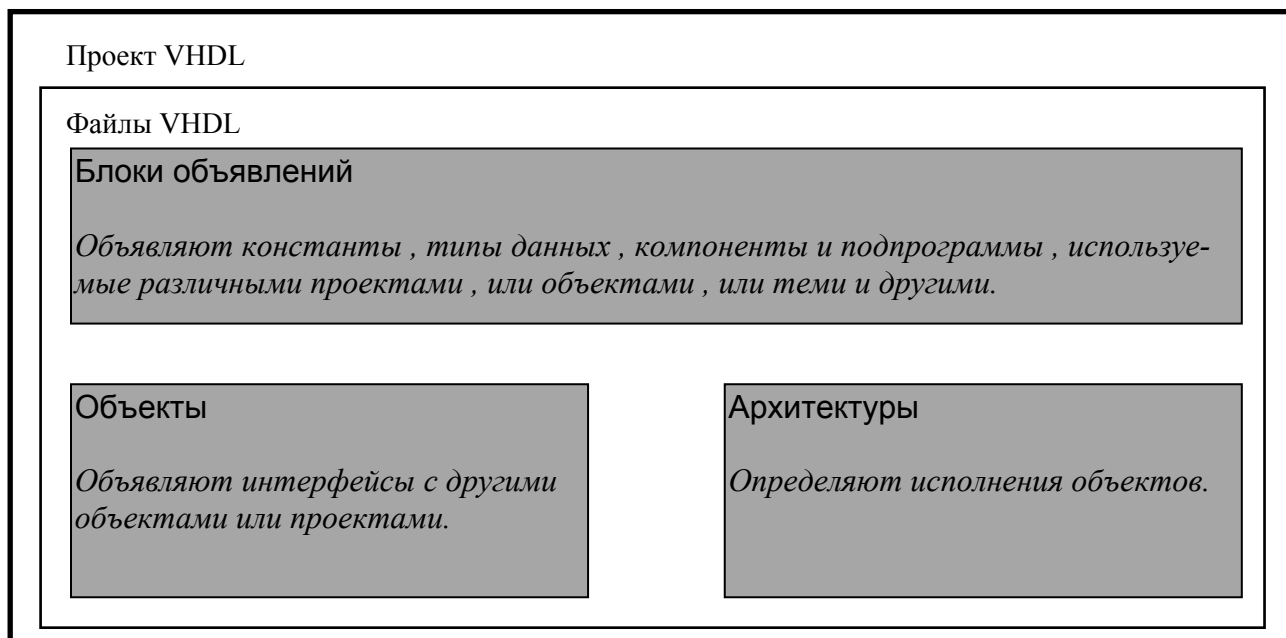 Проект VHDL
Файлы VHDL
Блоки объявлений
Объявляют константы , типы данных , компоненты и подпрограммы , используе-
мые различными проектами , или объектами , или теми и другими.
Объекты
Объявляют интерфейсы с другими
объектами или проектами.
Архитектуры
Определяют исполнения объектов.